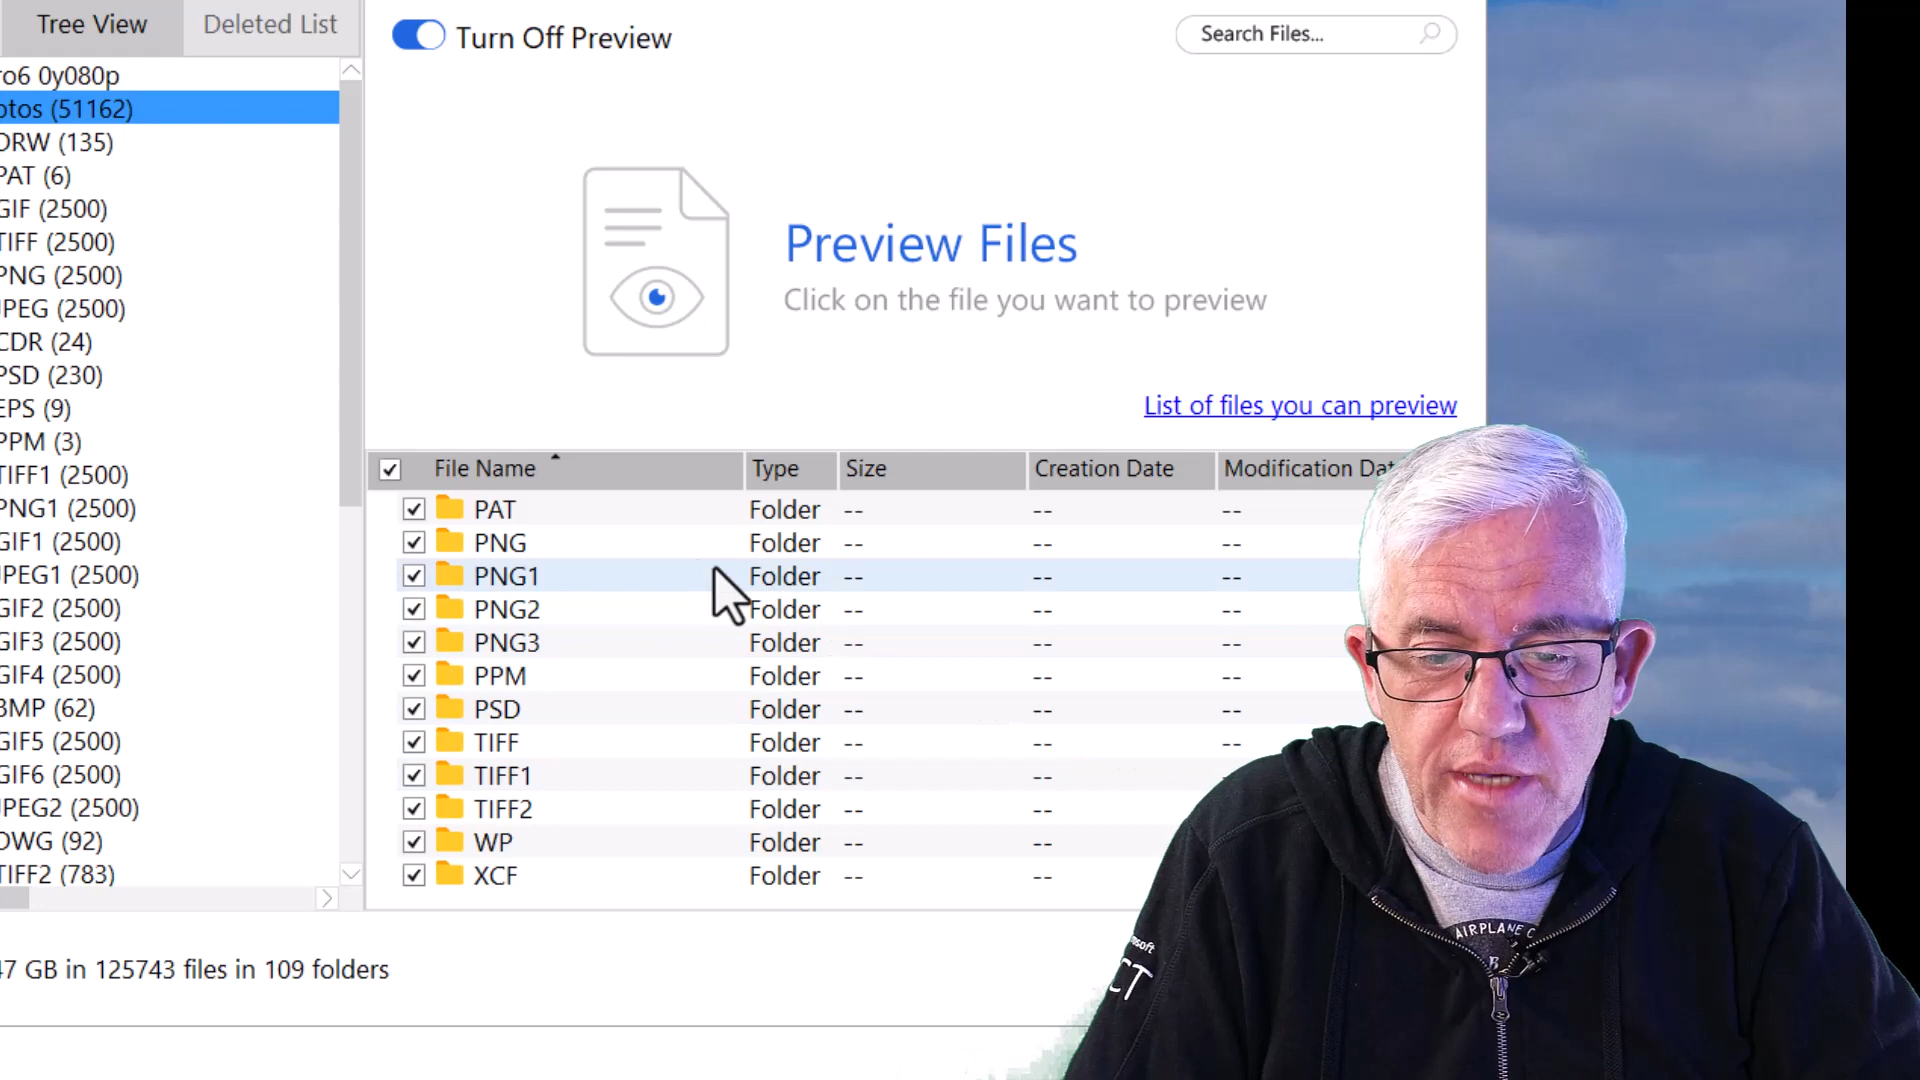 Tree View
Deleted List
Turn Off Preview
Search Files...
ro6 0y080p
otos (51162)
DRW (135)
PAT (6)
GIF (2500)
TIFF (2500)
PNG (2500)
JPEG (2500)
CDR (24)
PSD (230)
EPS (9)
PPM (3)
TIFF1 (2500)
PNG1 (2500)
GIF1 (2500)
JPEG1 (2500)
GIF2 (2500)
GIF3 (2500)
GIF4 (2500)
BMP (62)
GIF5 (2500)
GIF6 (2500)
JPEG2 (2500)
DWG (92)
TIFF2 (783)
Preview Files
Click on the file you want to preview
List of files you can preview
File Name Type Size Creation Date Modification Dat
PAT Folder -- -- --
PNG Folder -- -- --
PNG1 Folder -- -- --
PNG2 Folder -- -- --
PNG3 Folder -- -- --
PPM Folder -- -- --
PSD Folder -- -- --
TIFF Folder -- -- --
TIFF1 Folder -- --
TIFF2 Folder -- --
WP Folder -- --
XCF Folder -- --
47 GB in 125743 files in 109 folders
AIRPLANE